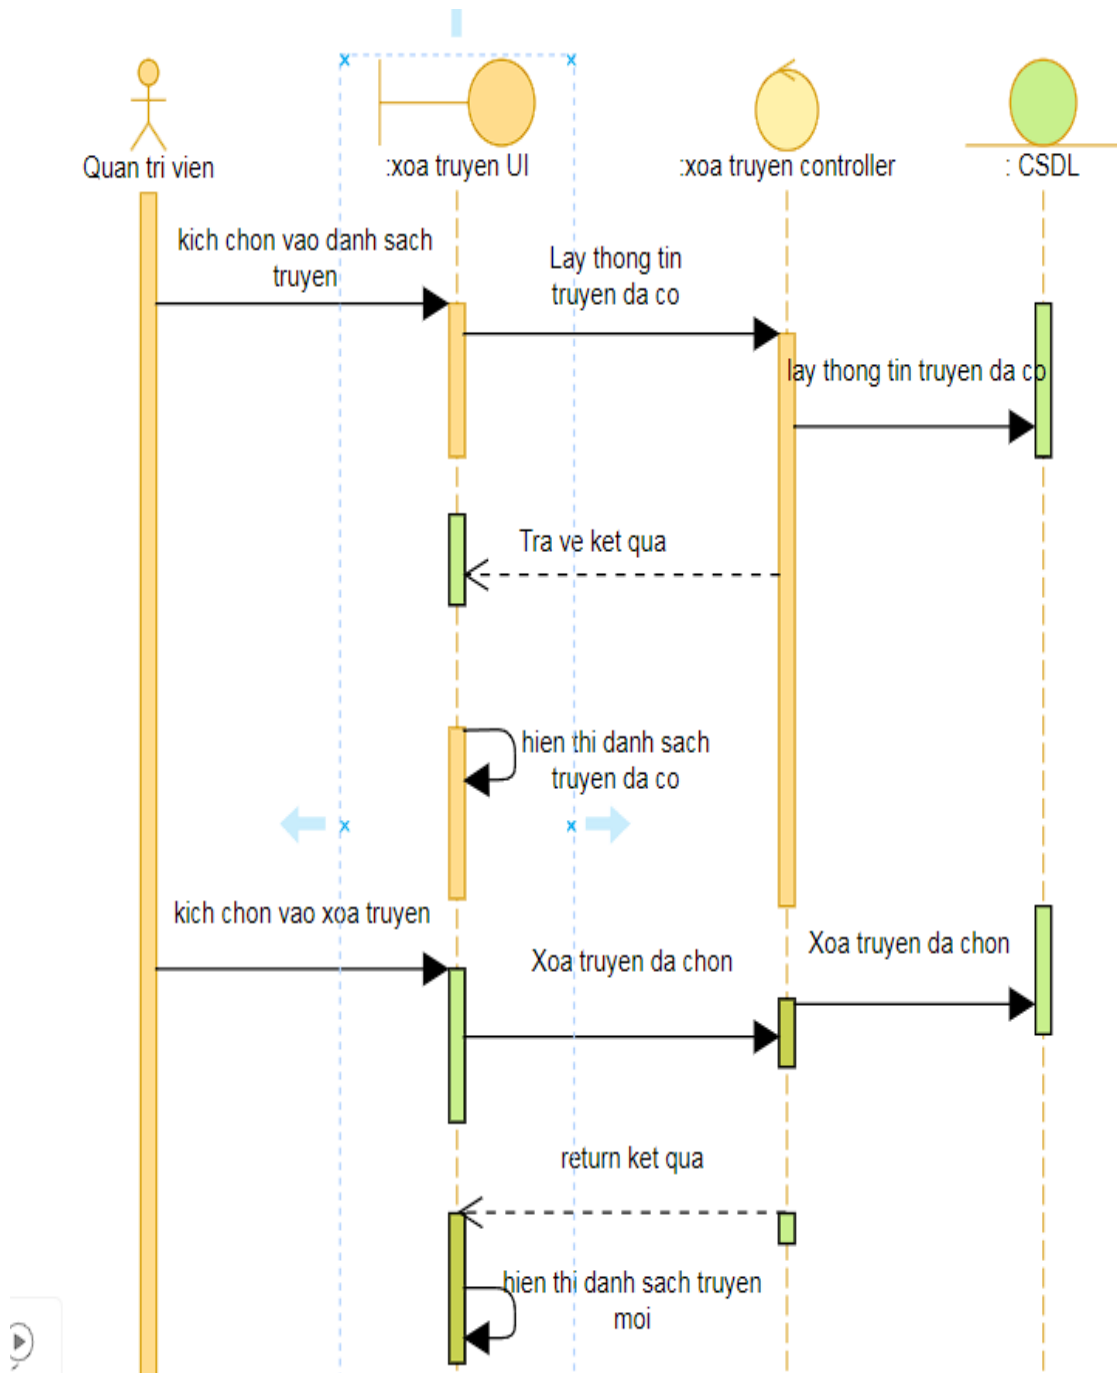 Quan tri vien
:xoa truyen UI
:xoa truyen controller
: CSDL
kich chon vao danh sach
truyen
Lay thong tin
truyen da co
lay thong tin truyen da co
Tra ve ket qua
hien thi danh sach
truyen da co
kich chon vao xoa truyen
Xoa truyen da chon
Xoa truyen da chon
return ket qua
hien thi danh sach truyen
moi